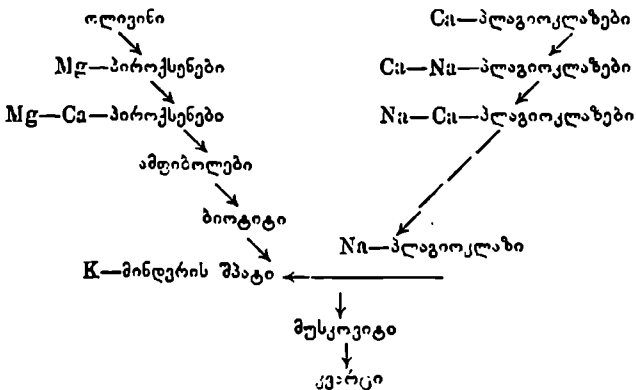 ოლივინი
Ca—პლაგიოკლაზები
Mg—პიროქსენები
Ca—Na—პლაგიოკლაზები
Mg—Ca—პიროქსენები
Na—Ca—პლაგიოკლაზები
ამფიბოლები
ბიოტიტი
Na—პლაგიოკლაზი
K—მინდვრის შპატი
მუსკოვიტი
კვარცი